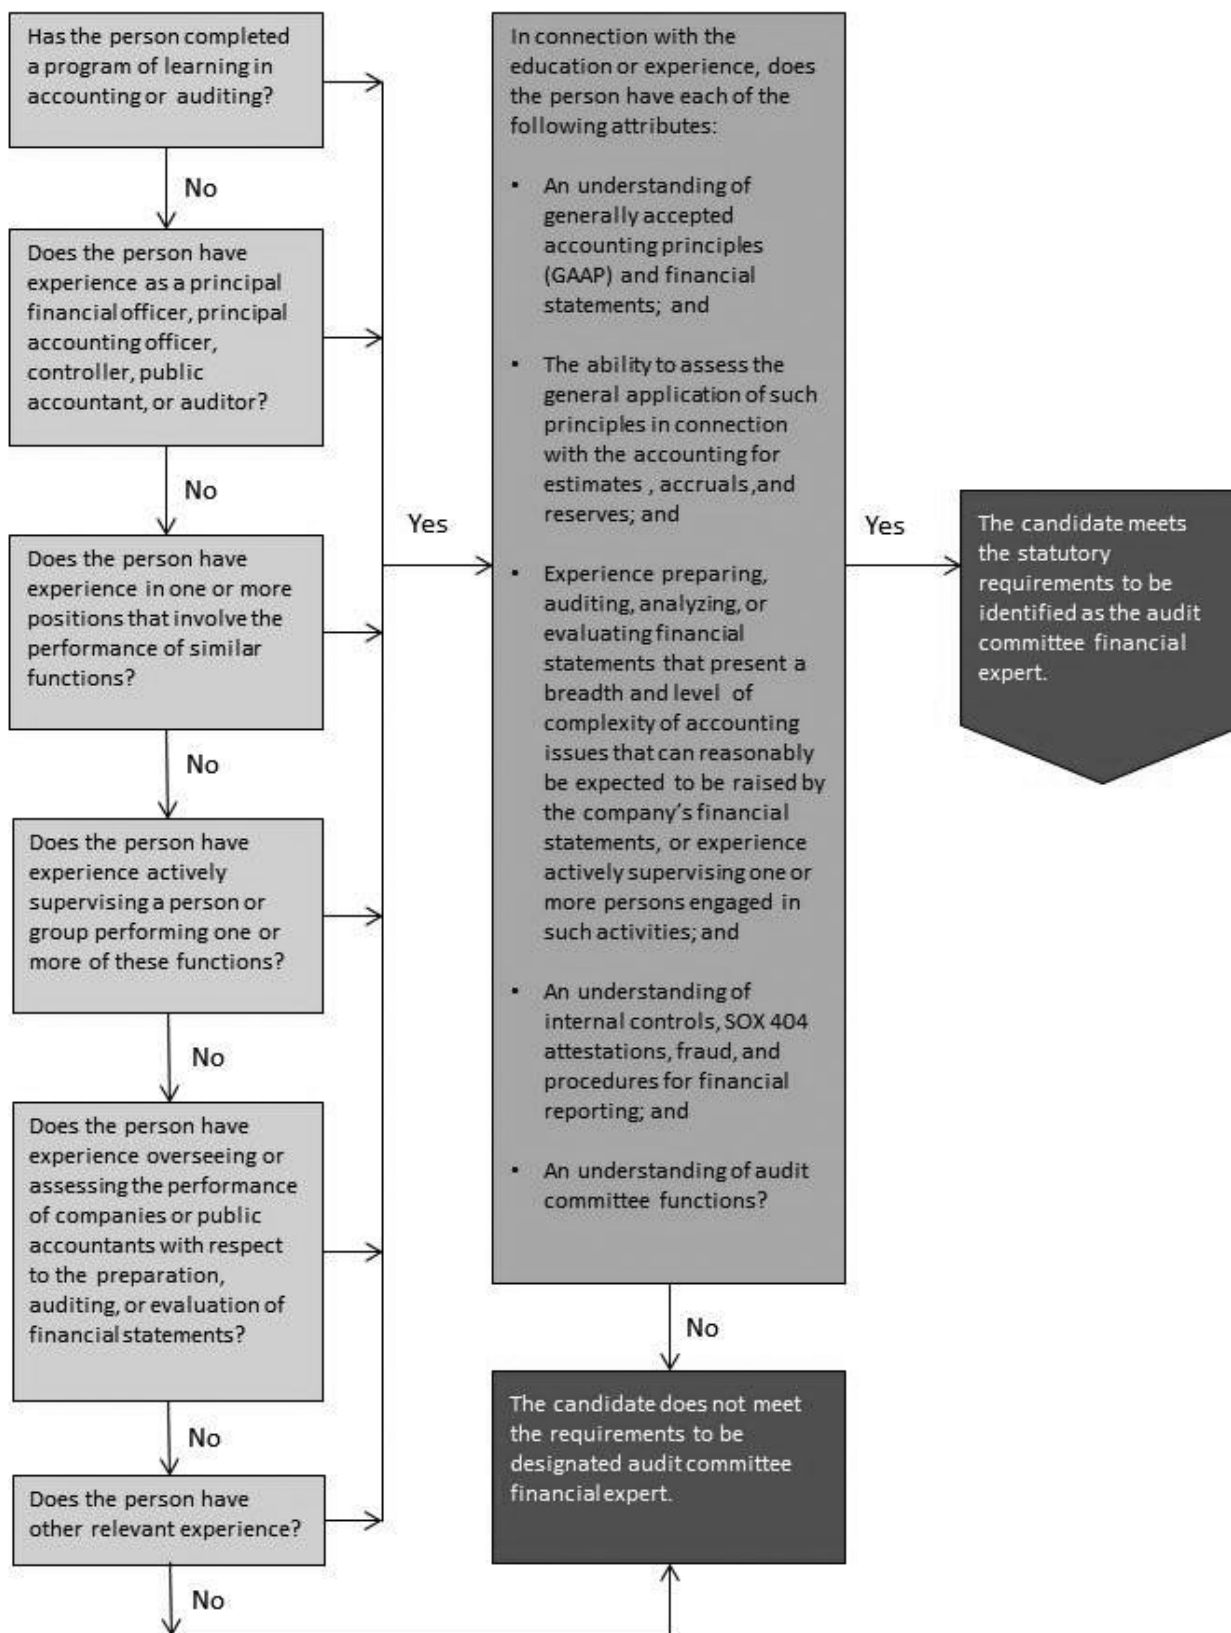 Has the person completed
a program of learning in
accounting or auditing?
No
Does the person have
experience as a principal
financial officer, principal
accounting officer,
controller, public
accountant, or auditor?
No
Does the person have
experience in one or more
positions that involve the
performance of similar
functions?
No
Does the person have
experience actively
supervising a person or
group performing one or
more of these functions?
No
Does the person have
experience overseeing or
assessing the performance
of companies or public
accountants with respect
to the preparation,
auditing, or evaluation of
financial statements?
No
Does the person have
other relevant experience?
No
Yes
In connection with the
education or experience, does
the person have each of the
following attributes:
▪ An understanding of
generally accepted
accounting principles
(GAAP) and financial
statements; and
▪ The ability to assess the
general application of such
principles in connection
with the accounting for
estimates , accruals ,and
reserves; and
▪ Experience preparing,
auditing, analyzing, or
evaluating financial
statements that present a
breadth and level of
complexity of accounting
issues that can reasonably
be expected to be raised by
the company’s financial
statements, or experience
actively supervising one or
more persons engaged in
such activities; and
▪ An understanding of
internal controls, SOX 404
attestations, fraud, and
procedures for financial
reporting; and
▪ An understanding of audit
committee functions?
No
The candidate does not meet
the requirements to be
designated audit committee
financial expert.
Yes
The candidate meets
the statutory
requirements to be
identified as the audit
committee financial
expert.